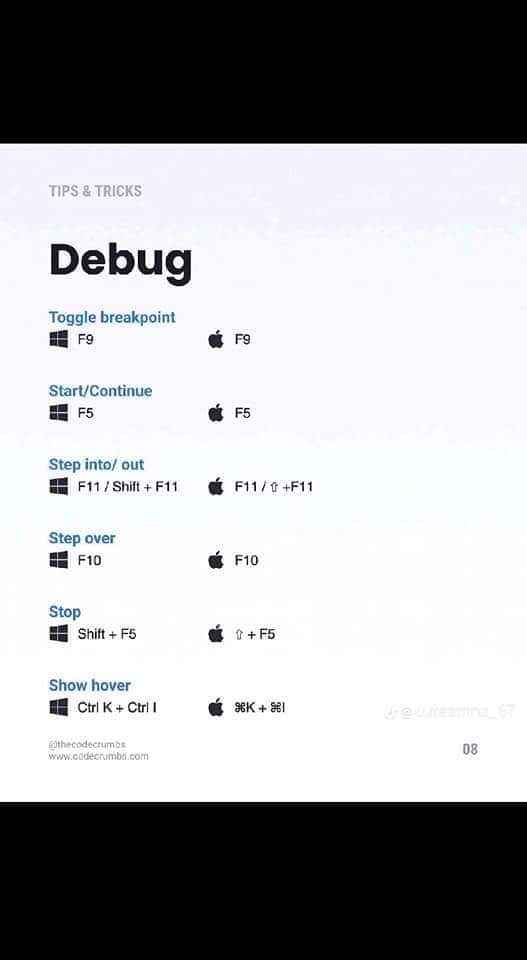 TIPS & TRICKS
Debug
Toggle breakpoint
F9 F9
Start/Continue
F5 F5
Step into/ out
F11 / Shift + F11 F11 / ⇧ +F11
Step over
F10 F10
Stop
Shift + F5 ⇧ + F5
Show hover
Ctrl K + Ctrl I ⌘K + ⌘I
@thecodecrumbs
www.codecrumbs.com
08